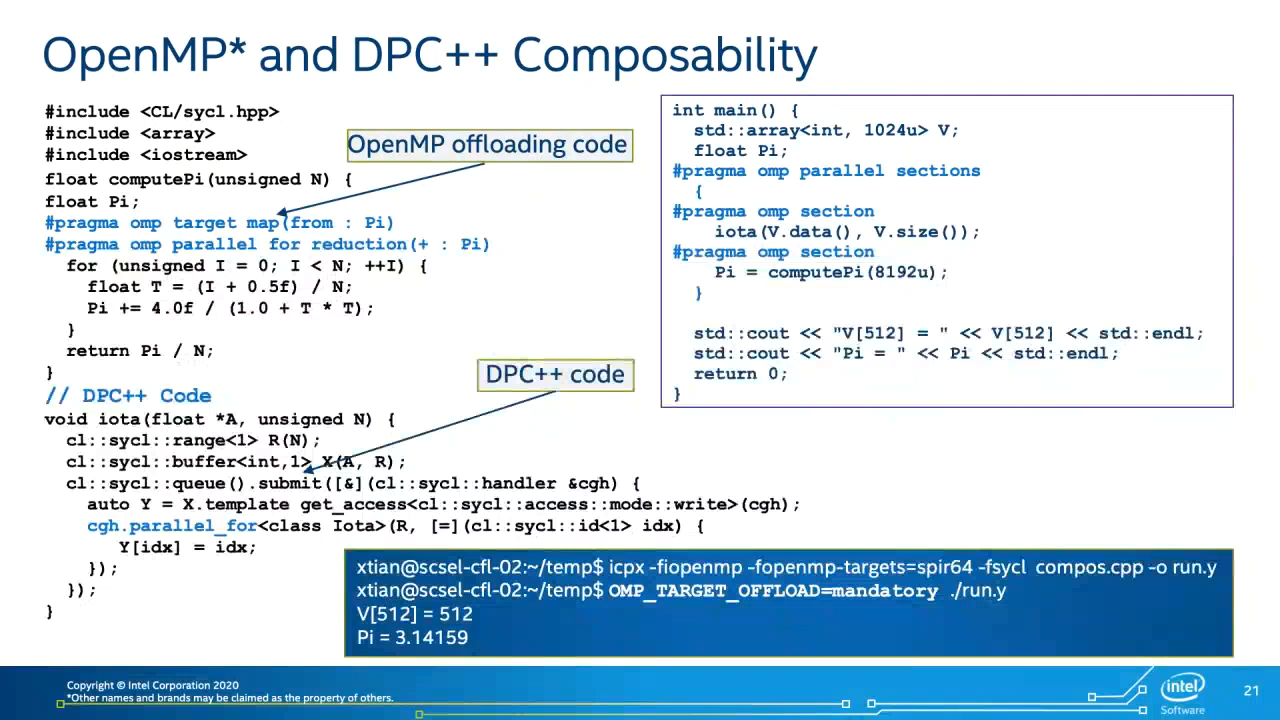 OpenMP* and DPC++ Composability
#include <CL/sycl.hpp>
#include <array>
#include <iostream>
float computePi(unsigned N) {
float Pi;
#pragma omp target map(from : Pi)
#pragma omp parallel for reduction(+ : Pi)
for (unsigned I = 0; I < N; ++I) {
float T = (I + 0.5f) / N;
Pi += 4.0f / (1.0 + T * T);
}
return Pi / N;
}
// DPC++ Code
void iota(float *A, unsigned N) {
cl::sycl::range<1> R(N);
cl::sycl::buffer<int,1> X(A, R);
cl::sycl::queue().submit([&](cl::sycl::handler &cgh) {
auto Y = X.template get_access<cl::sycl::access::mode::write>(cgh);
cgh.parallel_for<class Iota>(R, [=](cl::sycl::id<1> idx) {
Y[idx] = idx;
});
});
}
OpenMP offloading code
DPC++ code
int main() {
std::array<int, 1024u> V;
float Pi;
#pragma omp parallel sections
{
#pragma omp section
iota(V.data(), V.size());
#pragma omp section
Pi = computePi(8192u);
}
std::cout << "V[512] = " << V[512] << std::endl;
std::cout << "Pi = " << Pi << std::endl;
return 0;
}
xtian@scsel-cfl-02:~/temp$ icpx -fiopenmp -fopenmp-targets=spir64 -fsycl compos.cpp -o run.y
xtian@scsel-cfl-02:~/temp$ OMP_TARGET_OFFLOAD=mandatory ./run.y
V[512] = 512
Pi = 3.14159
Copyright © Intel Corporation 2020
*Other names and brands may be claimed as the property of others.
intel
Software
21